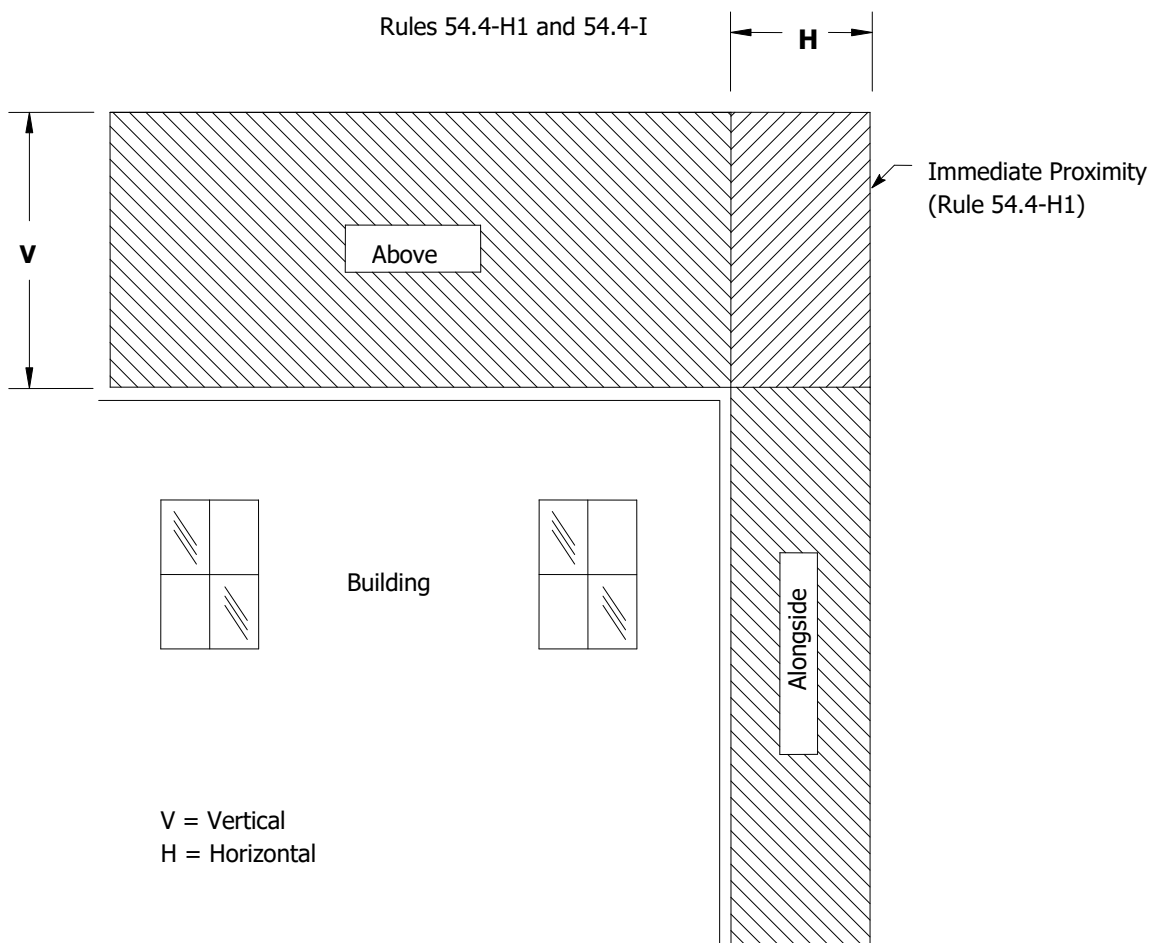 Rules 54.4-H1 and 54.4-I
H
Immediate Proximity
(Rule 54.4-H1)
V
Above
Building
Alongside
V = Vertical
H = Horizontal